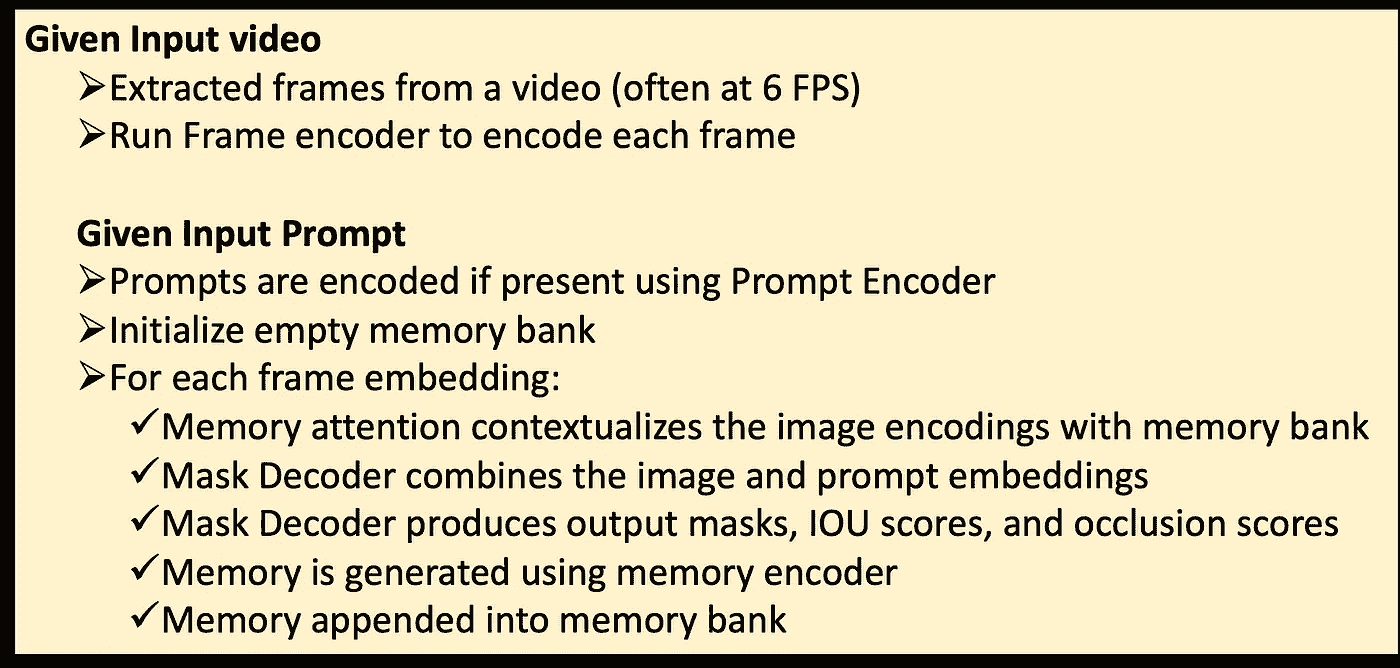 Given Input video
➢Extracted frames from a video (often at 6 FPS)
➢Run Frame encoder to encode each frame
Given Input Prompt
➢Prompts are encoded if present using Prompt Encoder
➢Initialize empty memory bank
➢For each frame embedding:
✓Memory attention contextualizes the image encodings with memory bank
✓Mask Decoder combines the image and prompt embeddings
✓Mask Decoder produces output masks, IOU scores, and occlusion scores
✓Memory is generated using memory encoder
✓Memory appended into memory bank